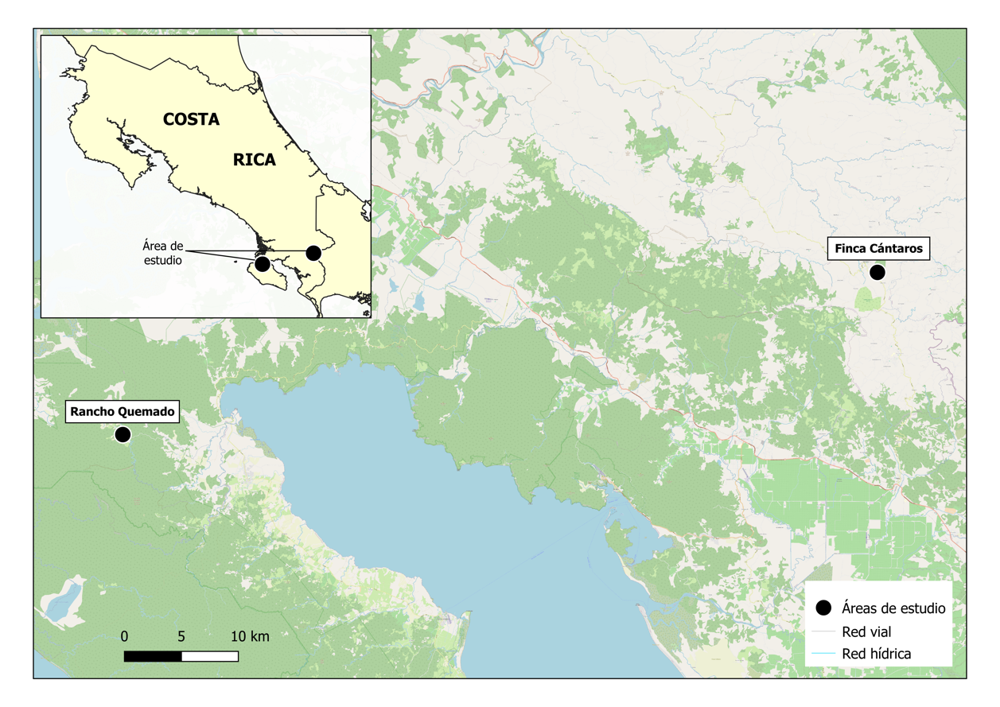 COSTA
RICA
Área de
estudio
Finca Cántaros
Rancho Quemado
0 5 10 km
Áreas de estudio
Red vial
Red hídrica